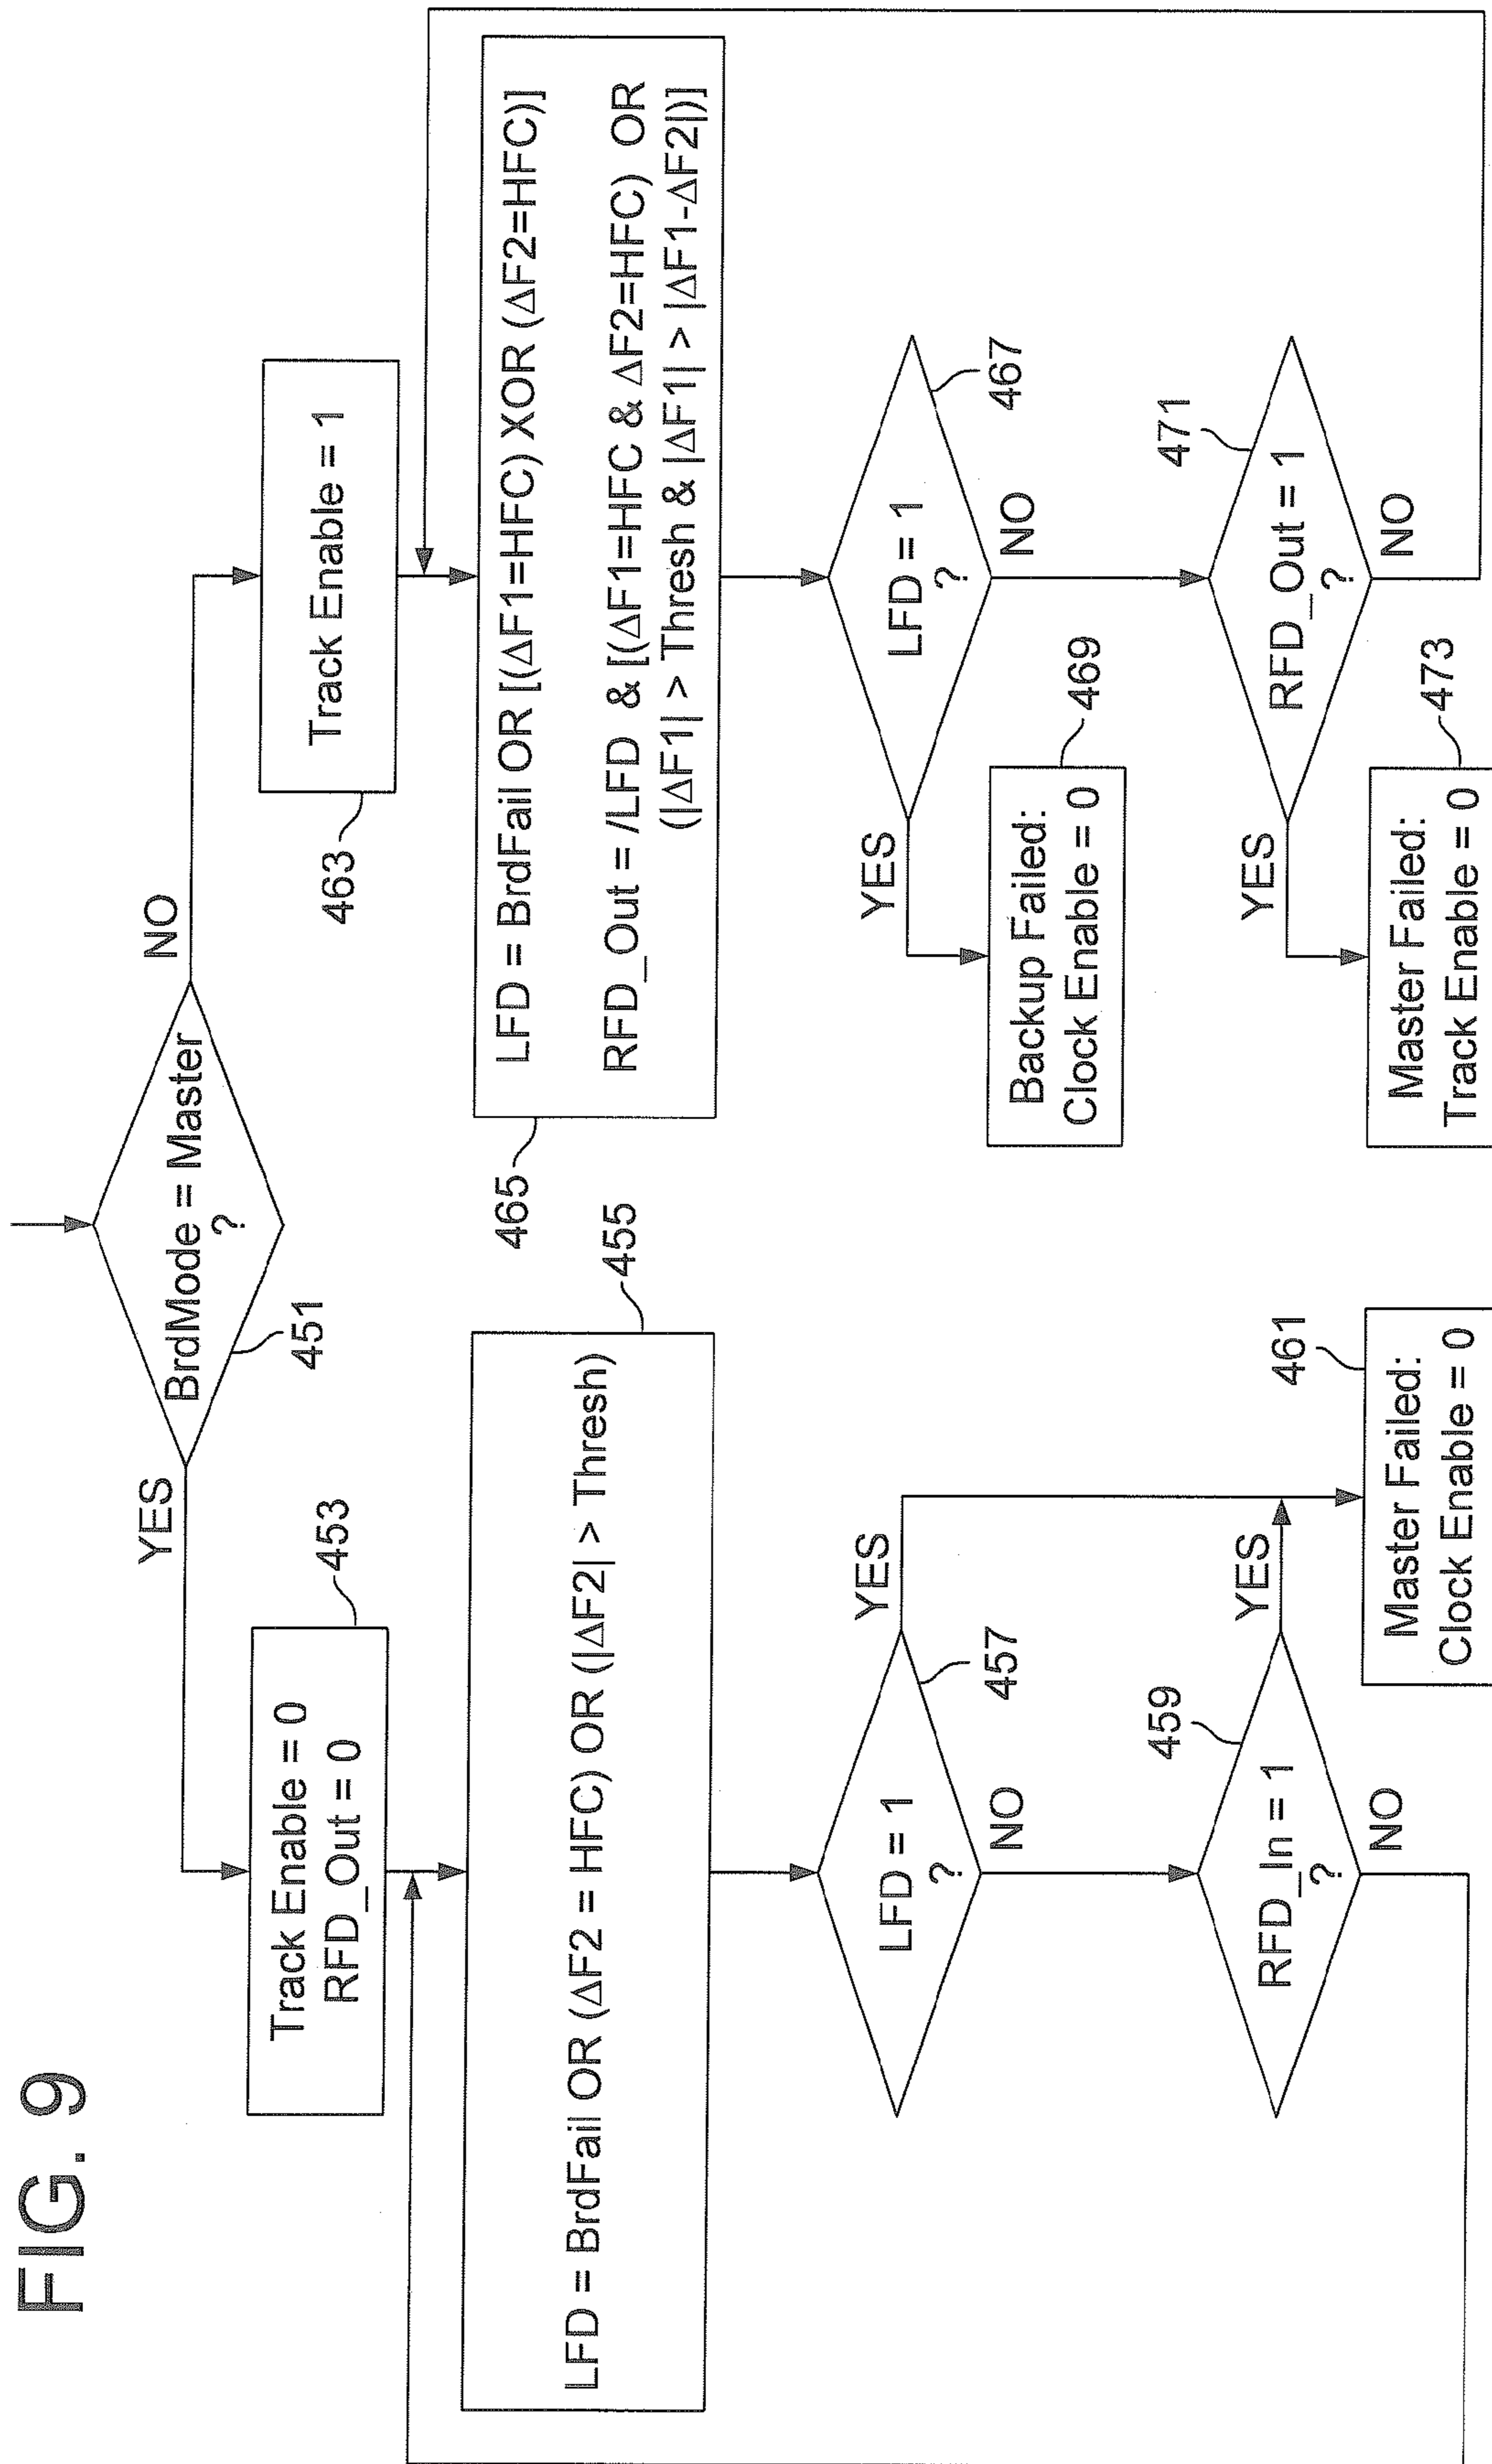 FIG. 9
BrdMode = Master
?
451
YES
NO
Track Enable = 0
RFD_Out = 0
453
LFD = BrdFail OR (ΔF2 = HFC) OR (|ΔF2| > Thresh)
455
LFD = 1
?
457
YES
NO
RFD_In = 1
?
459
YES
NO
Master Failed:
Clock Enable = 0
461
Track Enable = 1
463
LFD = BrdFail OR [(ΔF1=HFC) XOR (ΔF2=HFC)]
RFD_Out = /LFD & [(ΔF1=HFC & ΔF2=HFC) OR
(|ΔF1| > Thresh & |ΔF1| > |ΔF1-ΔF2|)]
465
LFD = 1
?
467
YES
NO
Backup Failed:
Clock Enable = 0
469
RFD_Out = 1
?
471
YES
NO
Master Failed:
Track Enable = 0
473